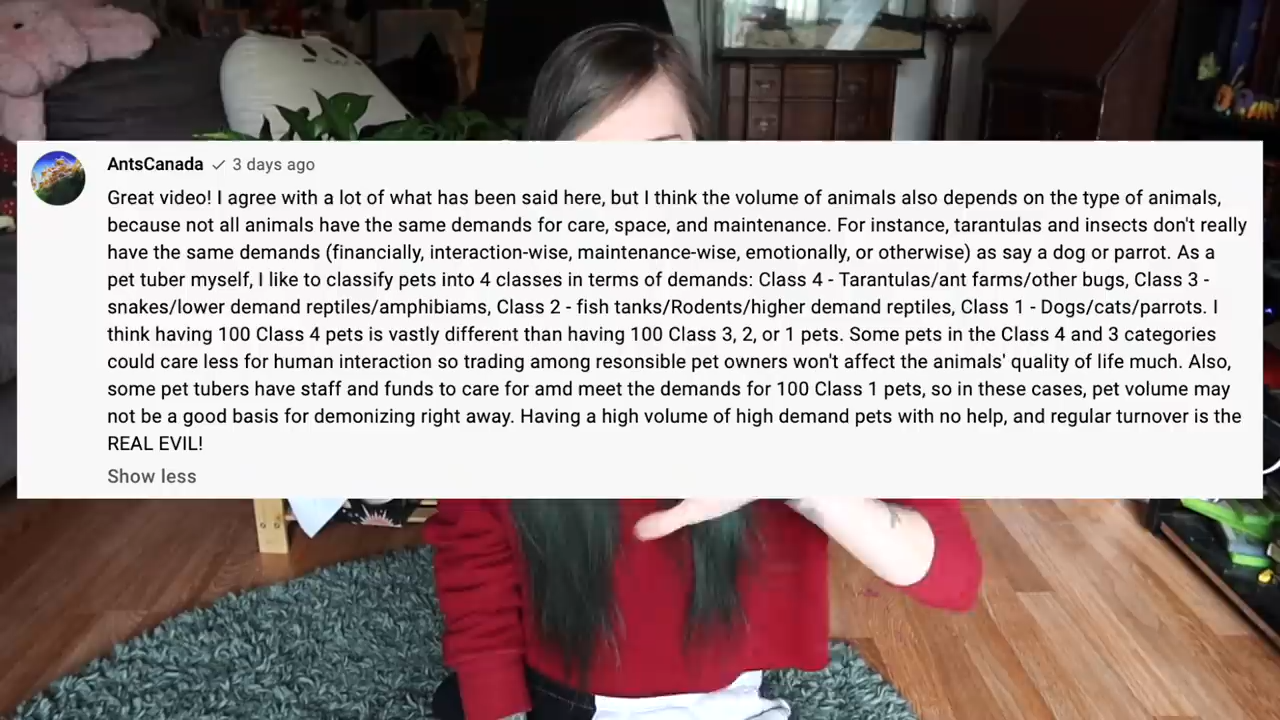 AntsCanada ✓ 3 days ago
Great video! I agree with a lot of what has been said here, but I think the volume of animals also depends on the type of animals,
because not all animals have the same demands for care, space, and maintenance. For instance, tarantulas and insects don't really
have the same demands (financially, interaction-wise, maintenance-wise, emotionally, or otherwise) as say a dog or parrot. As a
pet tuber myself, I like to classify pets into 4 classes in terms of demands: Class 4 - Tarantulas/ant farms/other bugs, Class 3 -
snakes/lower demand reptiles/amphibiams, Class 2 - fish tanks/Rodents/higher demand reptiles, Class 1 - Dogs/cats/parrots. I
think having 100 Class 4 pets is vastly different than having 100 Class 3, 2, or 1 pets. Some pets in the Class 4 and 3 categories
could care less for human interaction so trading among resonsible pet owners won't affect the animals' quality of life much. Also,
some pet tubers have staff and funds to care for amd meet the demands for 100 Class 1 pets, so in these cases, pet volume may
not be a good basis for demonizing right away. Having a high volume of high demand pets with no help, and regular turnover is the
REAL EVIL!
Show less